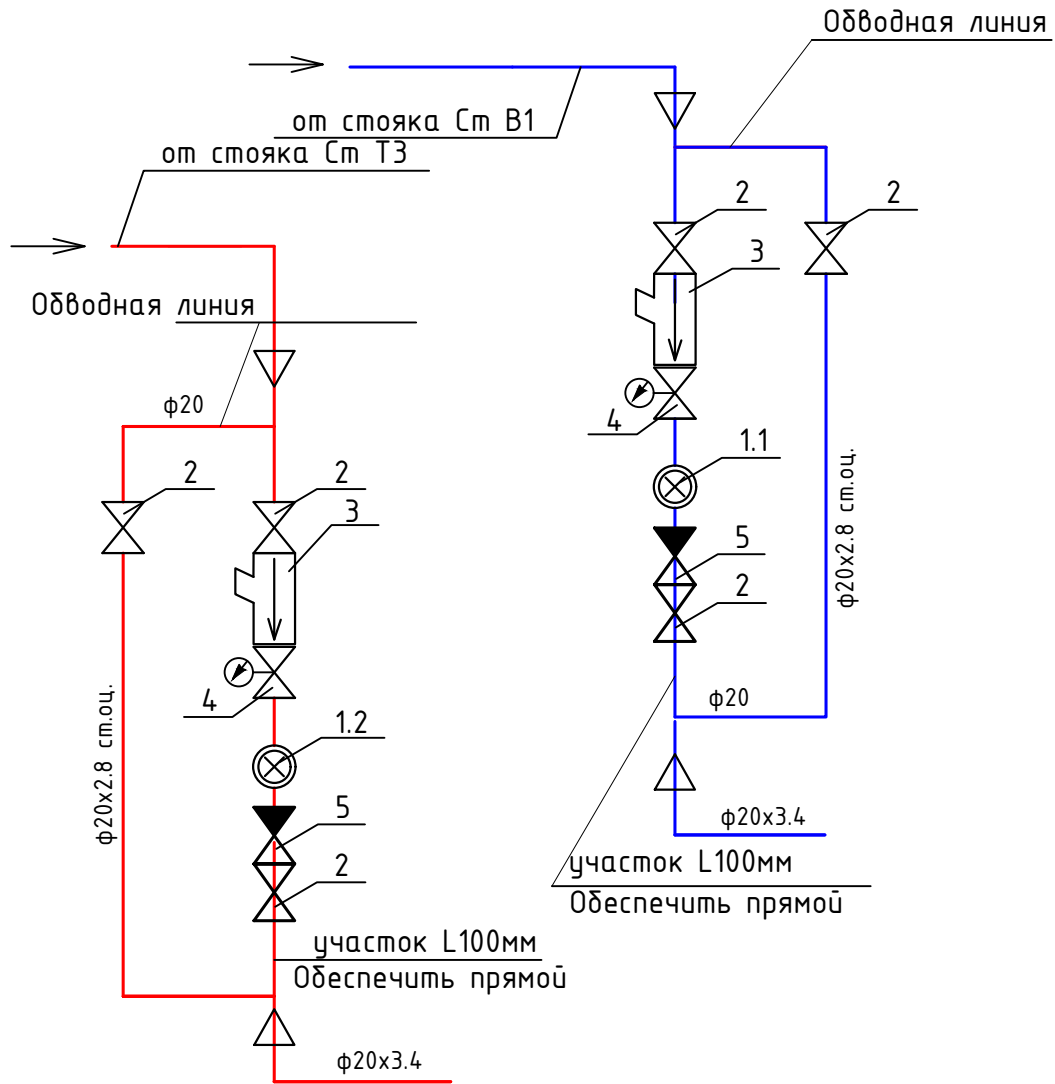 Обводная линия
от стояка Ст В1
от стояка Ст Т3
2
2
3
Обводная линия
ф20
4
1.1
2
2
3
5
ф20х2.8 ст.оц.
2
4
ф20
1.2
ф20х2.8 ст.оц.
5
ф20х3.4
2
участок L100мм
Обеспечить прямой
участок L100мм
Обеспечить прямой
ф20х3.4